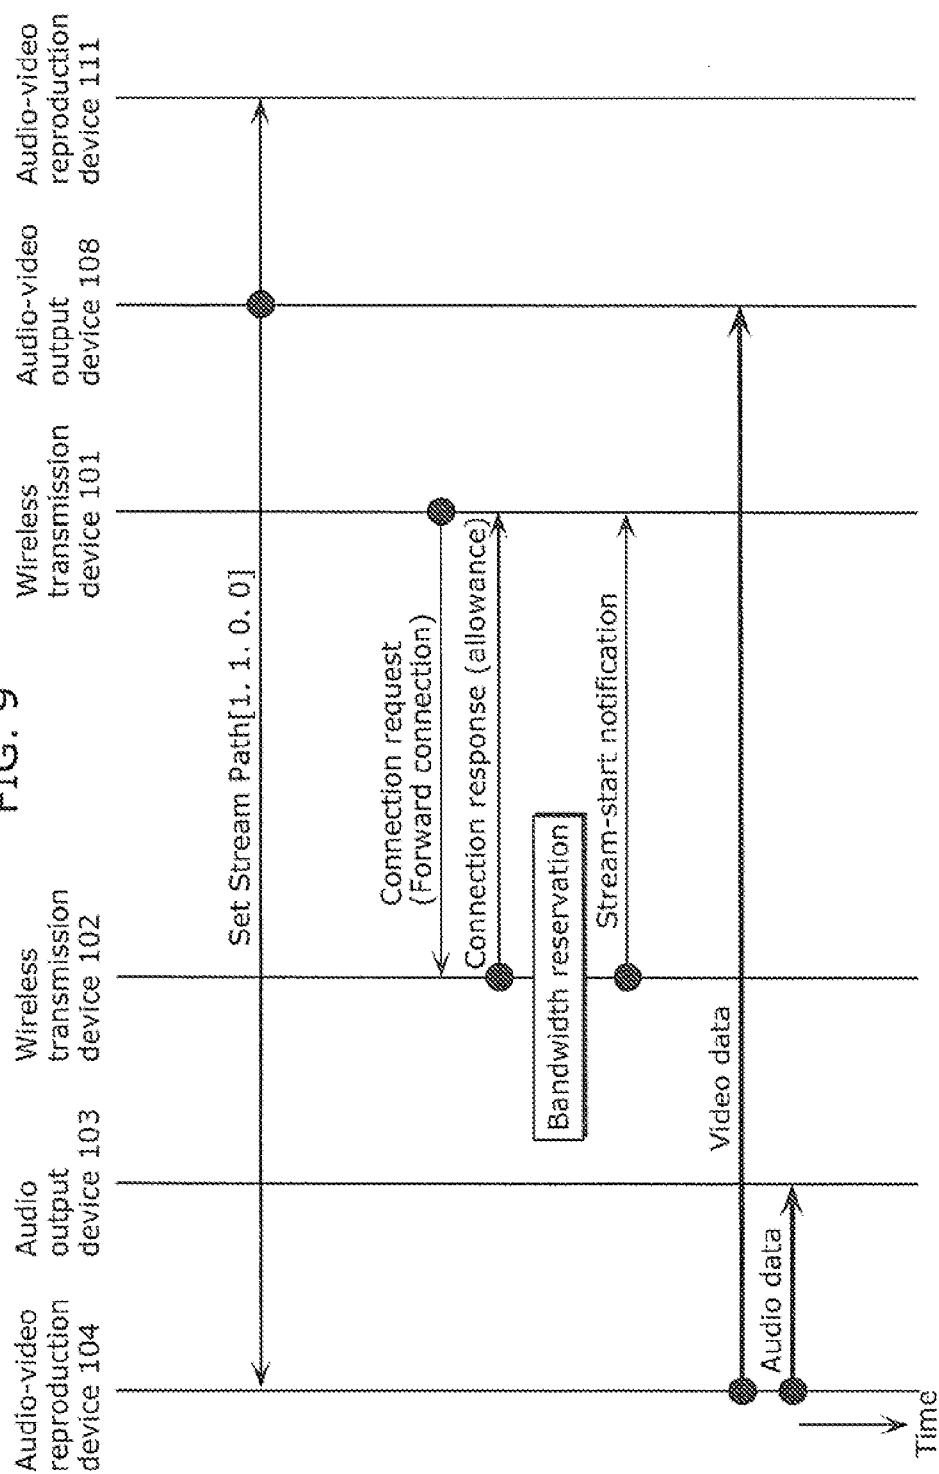 FIG. 9
Audio-video
reproduction
device 104
Audio
output
device 103
Wireless
transmission
device 102
Wireless
transmission
device 101
Audio-video
output
device 108
Audio-video
reproduction
device 111
Set Stream Path[1. 1. 0. 0]
Connection request
(Forward connection)
Connection response (allowance)
Bandwidth reservation
Stream-start notification
Video data
Audio data
Time